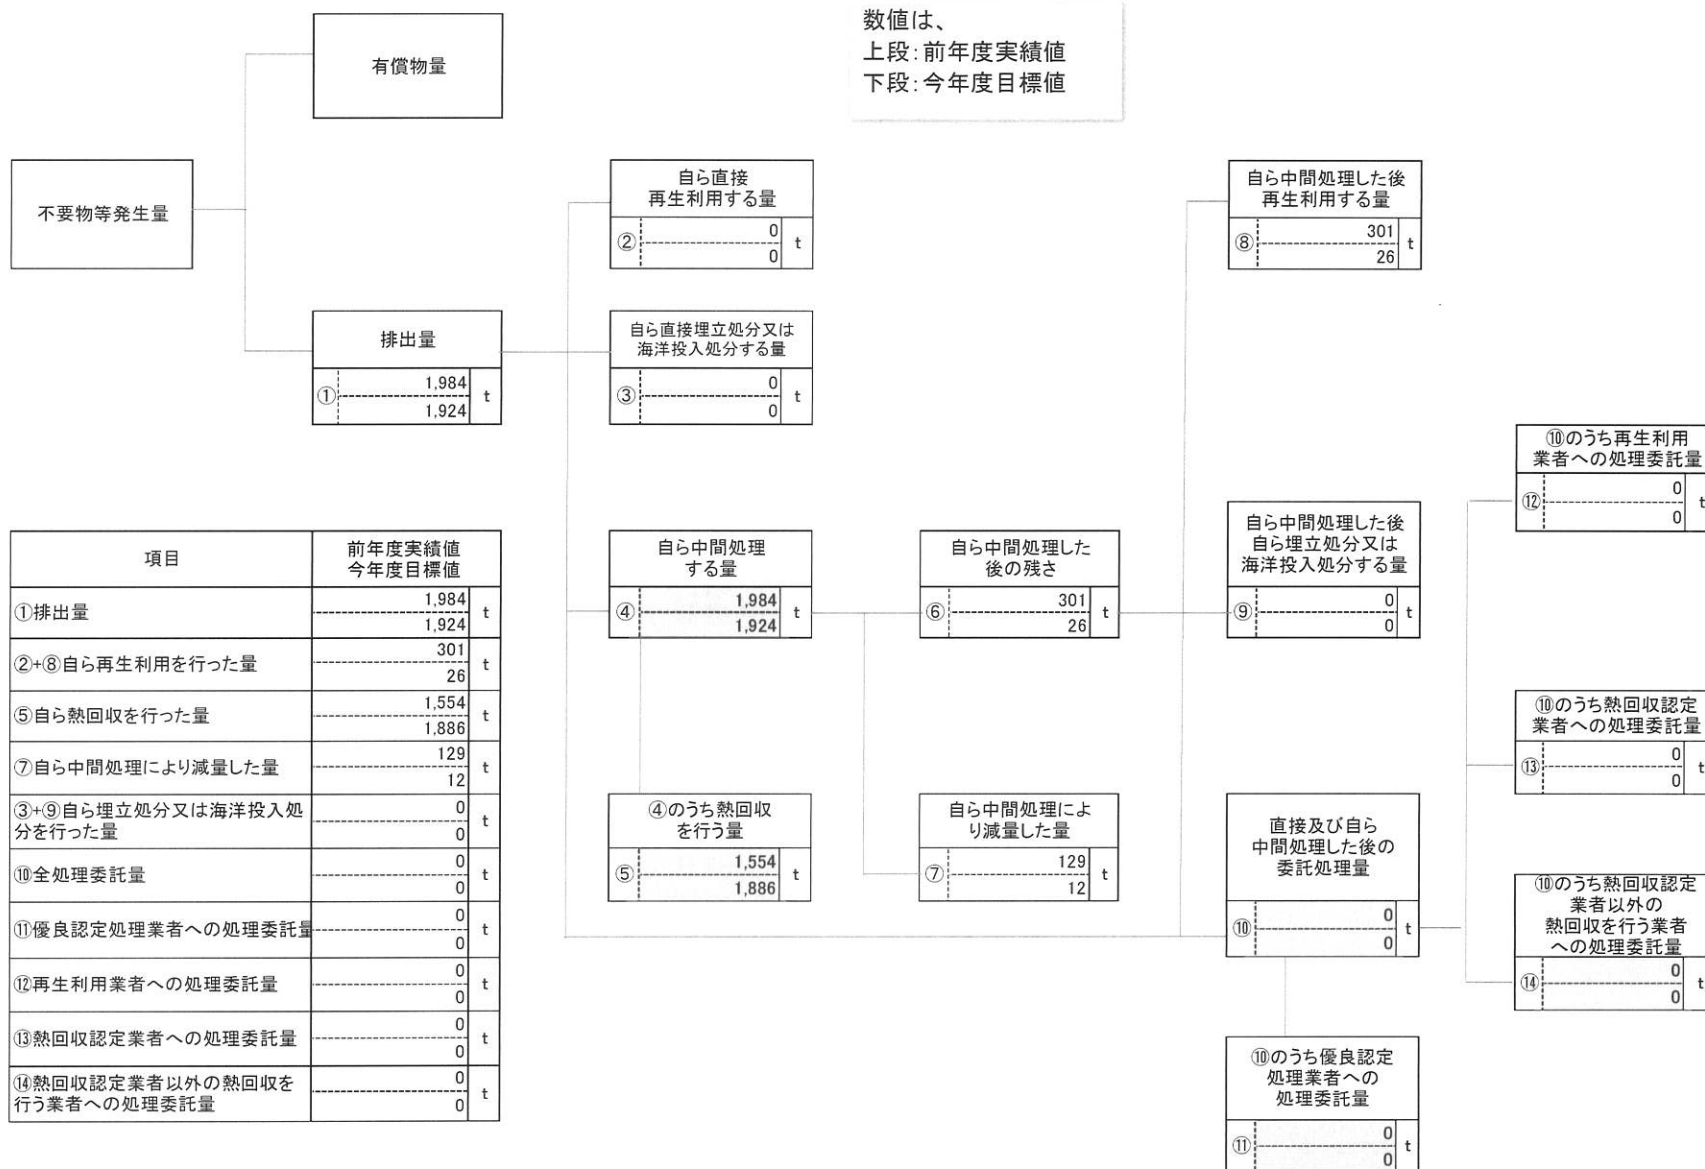 数値は、
上段:前年度実績値
下段:今年度目標値
有償物量
不要物等発生量
排出量
①
1,984
1,924
t
自ら直接
再生利用する量
②
0
0
t
自ら直接埋立処分又は
海洋投入処分する量
③
0
0
t
自ら中間処理
する量
④
1,984
1,924
t
④のうち熱回収
を行う量
⑤
1,554
1,886
t
自ら中間処理した
後の残さ
⑥
301
26
t
自ら中間処理によ
り減量した量
⑦
129
12
t
自ら中間処理した後
再生利用する量
⑧
301
26
t
自ら中間処理した後
自ら埋立処分又は
海洋投入処分する量
⑨
0
0
t
直接及び自ら
中間処理した後の
委託処理量
⑩
0
0
t
⑩のうち優良認定
処理業者への
処理委託量
⑪
0
0
t
⑩のうち再生利用
業者への処理委託量
⑫
0
0
t
⑩のうち熱回収認定
業者への処理委託量
⑬
0
0
t
⑩のうち熱回収認定
業者以外の
熱回収を行う業者
への処理委託量
⑭
0
0
t
項目
前年度実績値
今年度目標値
①排出量
1,984
1,924
t
②+⑧自ら再生利用を行った量
301
26
t
⑤自ら熱回収を行った量
1,554
1,886
t
⑦自ら中間処理により減量した量
129
12
t
③+⑨自ら埋立処分又は海洋投入処
分を行った量
0
0
t
⑩全処理委託量
0
0
t
⑪優良認定処理業者への処理委託量
0
0
t
⑫再生利用業者への処理委託量
0
0
t
⑬熱回収認定業者への処理委託量
0
0
t
⑭熱回収認定業者以外の熱回収を
行う業者への処理委託量
0
0
t